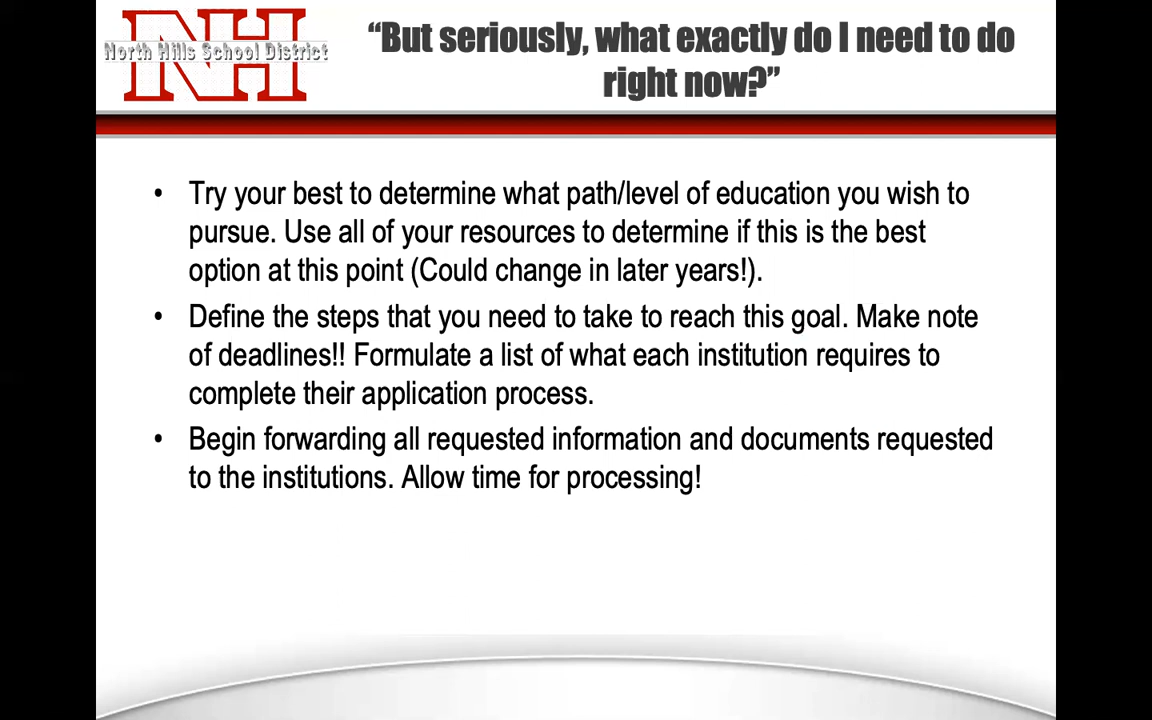 North Hills School District
“But seriously, what exactly do I need to do
right now?”
• Try your best to determine what path/level of education you wish to
pursue. Use all of your resources to determine if this is the best
option at this point (Could change in later years!).
• Define the steps that you need to take to reach this goal. Make note
of deadlines!! Formulate a list of what each institution requires to
complete their application process.
• Begin forwarding all requested information and documents requested
to the institutions. Allow time for processing!